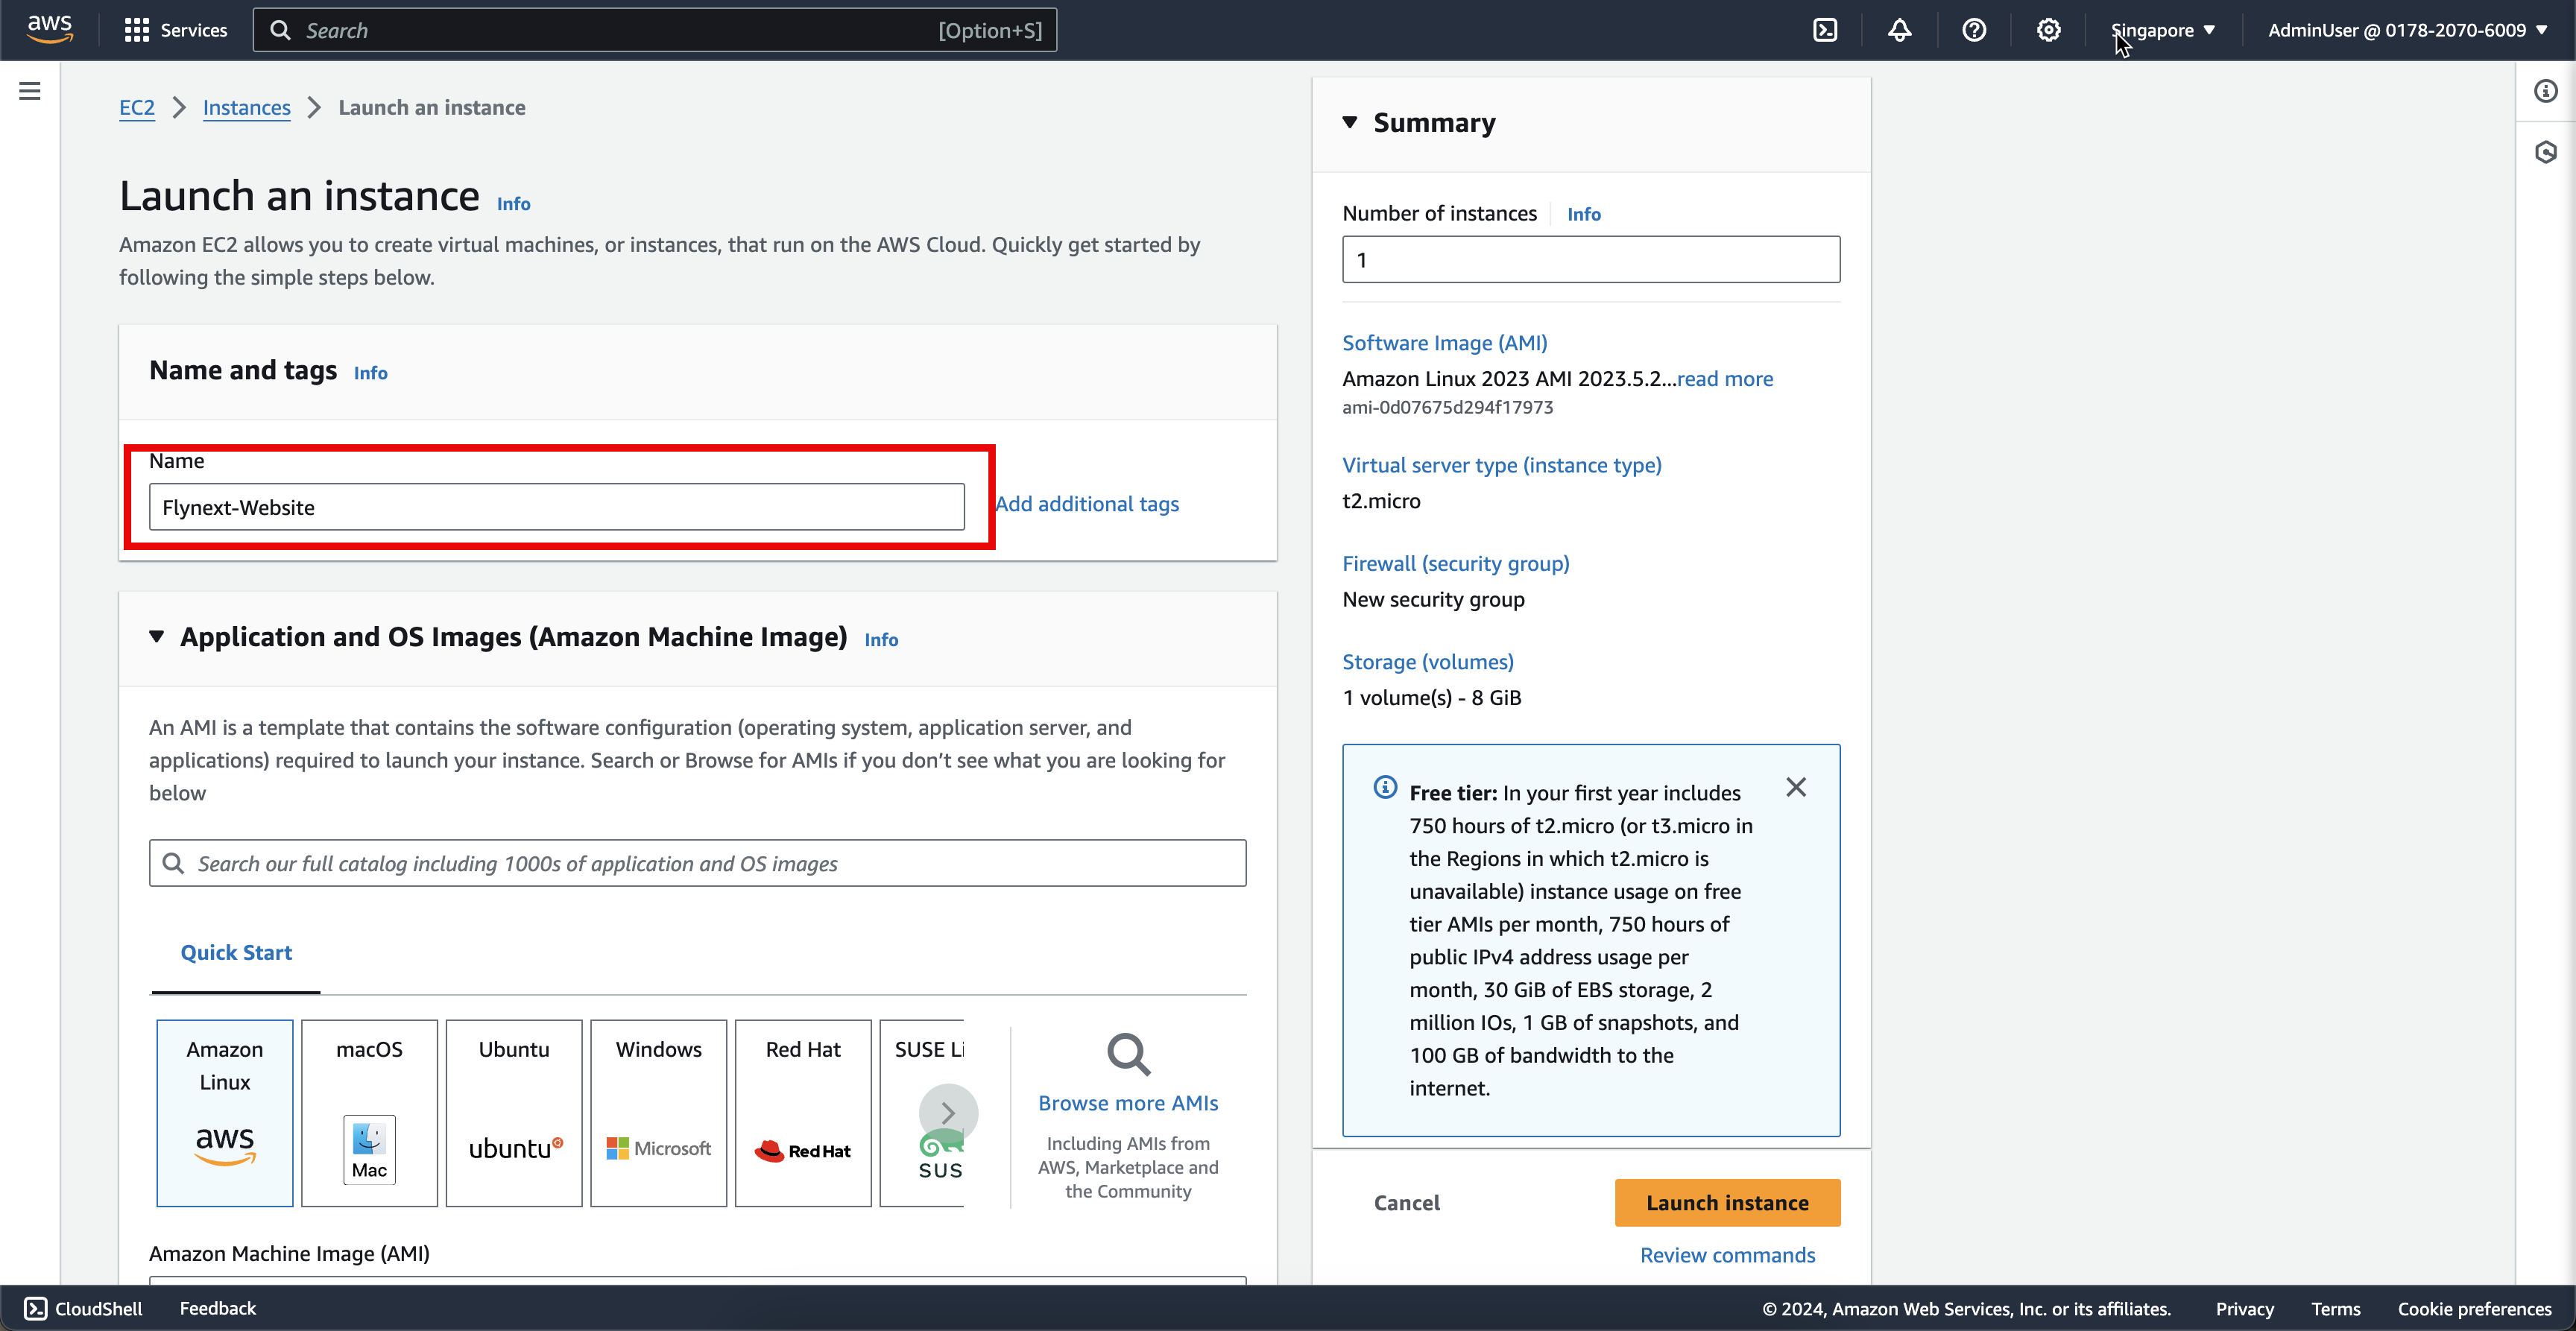 aws
Services
Search
[Option+S]
Singapore
AdminUser @ 0178-2070-6009
EC2
Instances
Launch an instance
Launch an instance
Info
Amazon EC2 allows you to create virtual machines, or instances, that run on the AWS Cloud. Quickly get started by
following the simple steps below.
Name and tags
Info
Name
Flynext-Website
Add additional tags
Application and OS Images (Amazon Machine Image)
Info
An AMI is a template that contains the software configuration (operating system, application server, and
applications) required to launch your instance. Search or Browse for AMIs if you don’t see what you are looking for
below
Search our full catalog including 1000s of application and OS images
Quick Start
Amazon
Linux
aws
macOS
Mac
Ubuntu
ubuntu
Windows
Microsoft
Red Hat
Red Hat
SUSE Li
SUS
Browse more AMIs
Including AMIs from
AWS, Marketplace and
the Community
Amazon Machine Image (AMI)
Summary
Number of instances
Info
1
Software Image (AMI)
Amazon Linux 2023 AMI 2023.5.2...read more
ami-0d07675d294f17973
Virtual server type (instance type)
t2.micro
Firewall (security group)
New security group
Storage (volumes)
1 volume(s) - 8 GiB
Free tier: In your first year includes
750 hours of t2.micro (or t3.micro in
the Regions in which t2.micro is
unavailable) instance usage on free
tier AMIs per month, 750 hours of
public IPv4 address usage per
month, 30 GiB of EBS storage, 2
million IOs, 1 GB of snapshots, and
100 GB of bandwidth to the
internet.
Cancel
Launch instance
Review commands
CloudShell
Feedback
© 2024, Amazon Web Services, Inc. or its affiliates.
Privacy
Terms
Cookie preferences